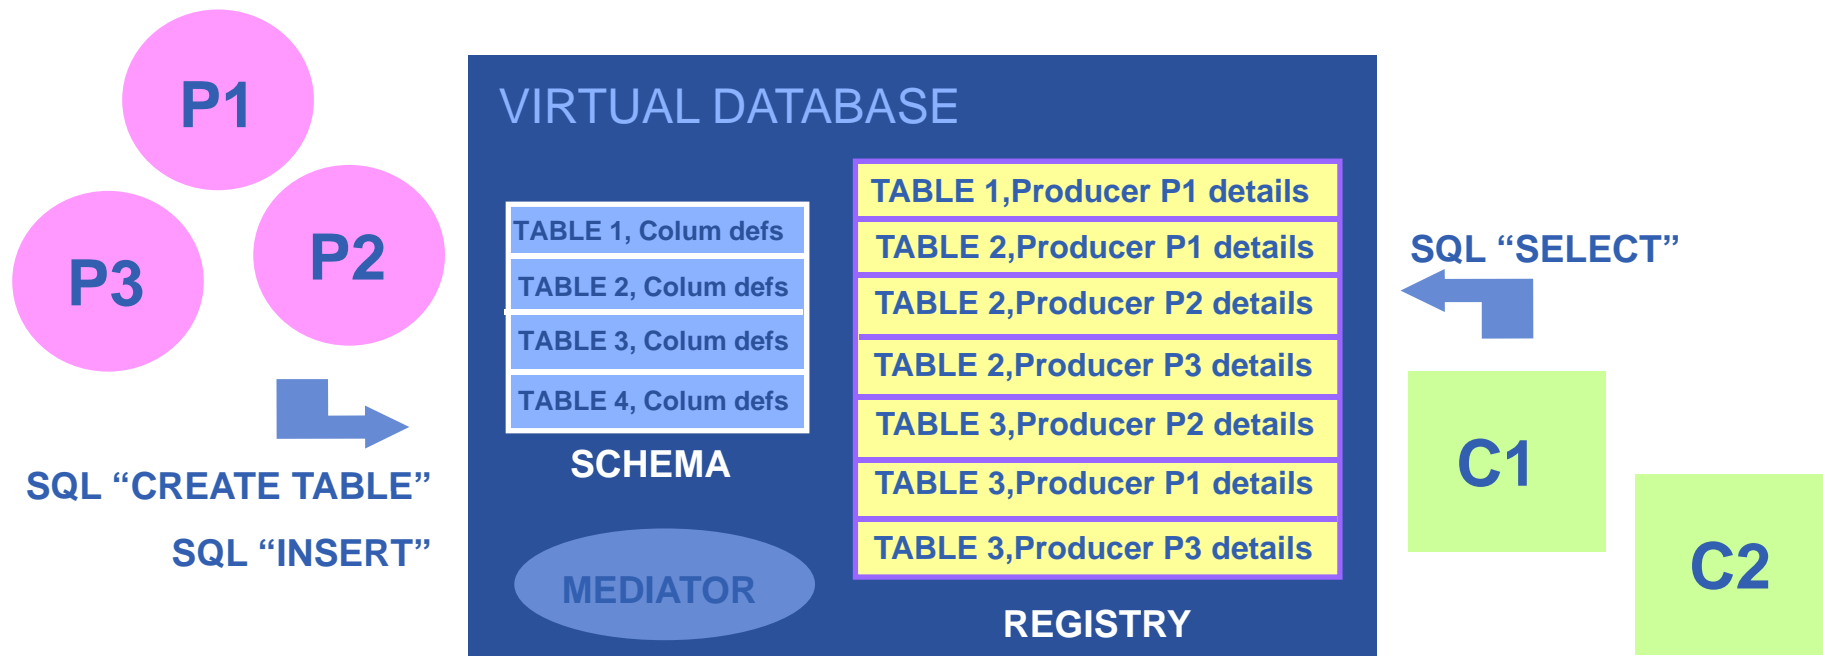 P1
P2
P3
SQL “CREATE TABLE”
SQL “INSERT”
VIRTUAL DATABASE
TABLE 1, Colum defs
TABLE 2, Colum defs
TABLE 3, Colum defs
TABLE 4, Colum defs
SCHEMA
MEDIATOR
TABLE 1,Producer P1 details
TABLE 2,Producer P1 details
TABLE 2,Producer P2 details
TABLE 2,Producer P3 details
TABLE 3,Producer P2 details
TABLE 3,Producer P1 details
TABLE 3,Producer P3 details
REGISTRY
SQL “SELECT”
C1
C2